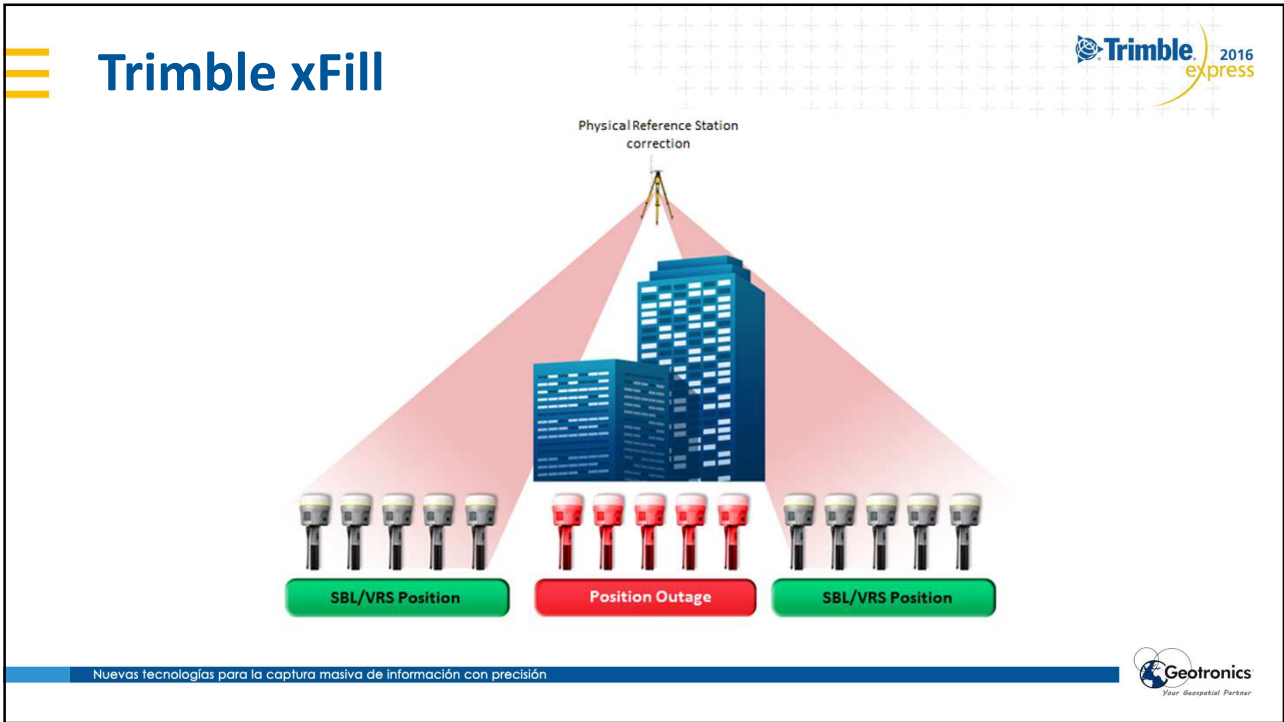 Trimble xFill
Trimble. 2016
express
Physical Reference Station
correction
SBL/VRS Position
Position Outage
SBL/VRS Position
Nuevas tecnologías para la captura masiva de información con precisión
Geotronics
Your Geospatial Partner